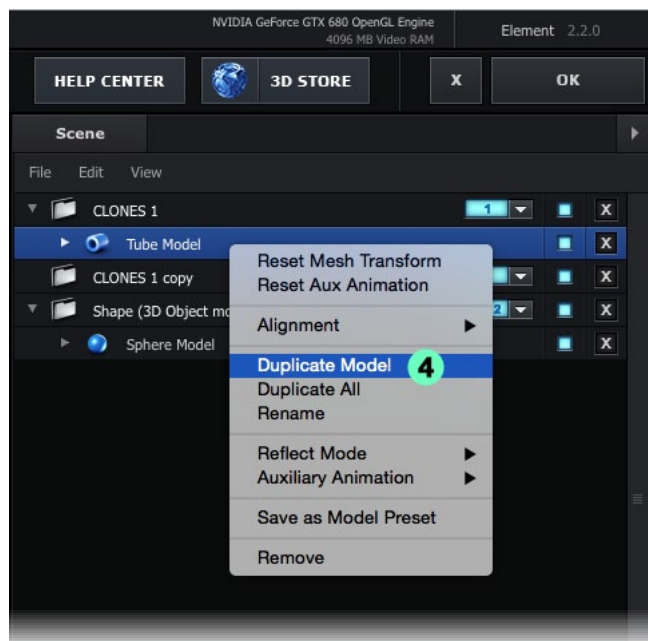 NVIDIA GeForce GTX 680 OpenGL Engine
4096 MB Video RAM
Element 2.2.0
HELP CENTER
3D STORE
X
OK
Scene
File Edit View
CLONES 1
1
X
Tube Model
X
CLONES 1 copy
X
Shape (3D Object mo
2
X
Sphere Model
X
Reset Mesh Transform
Reset Aux Animation
Alignment
Duplicate Model
4
Duplicate All
Rename
Reflect Mode
Auxiliary Animation
Save as Model Preset
Remove